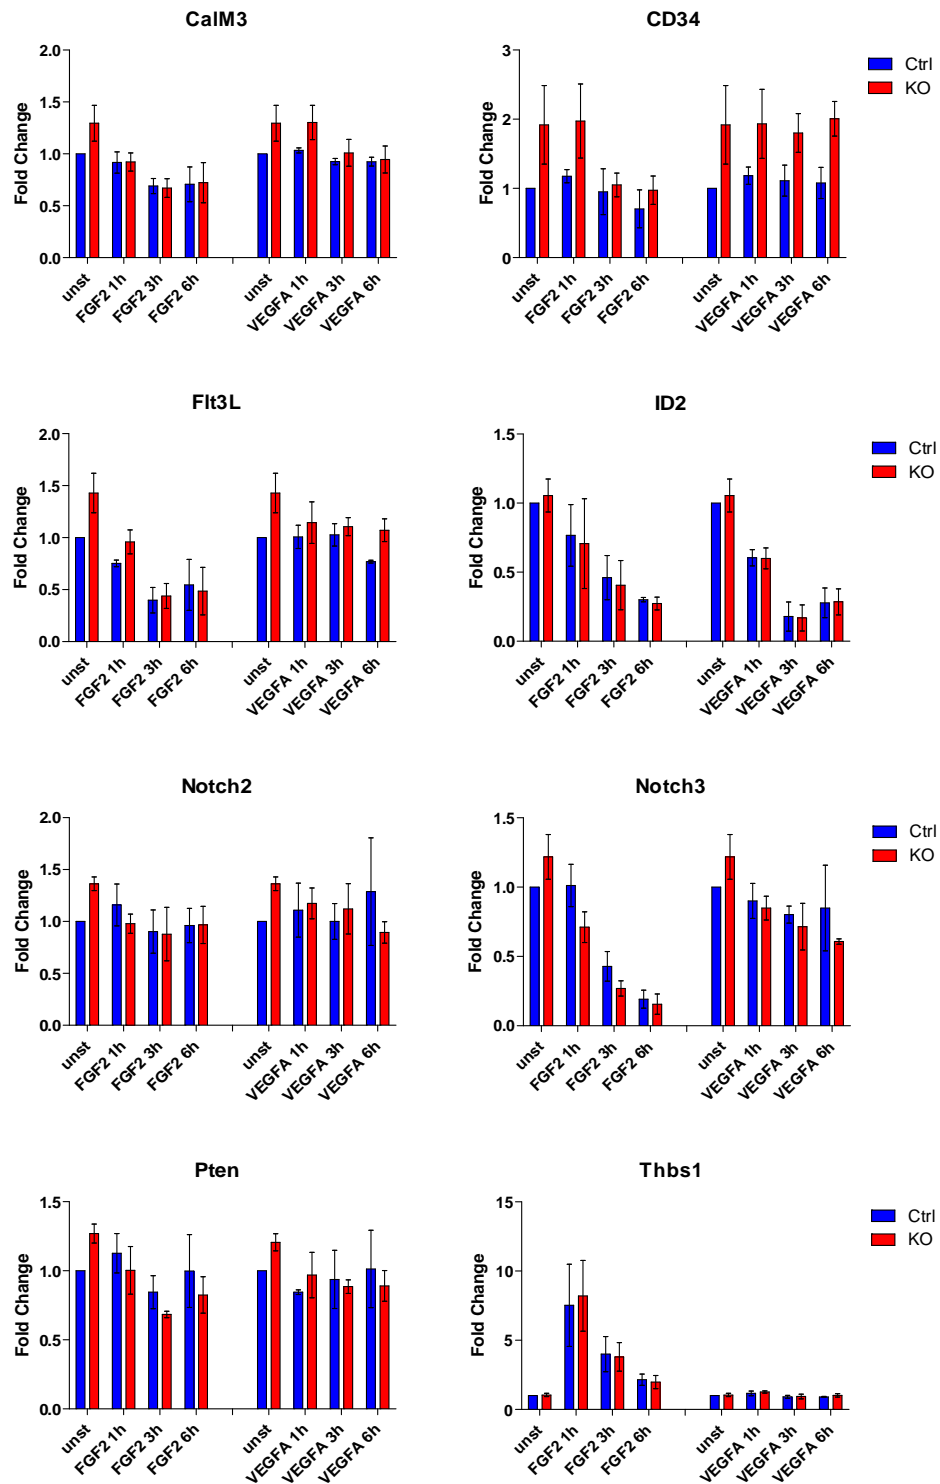 CalM3
CD34
2.0
1.5
1.0
0.5
0.0
Fold Change
unst
FGF2 1h
FGF2 3h
FGF2 6h
unst
VEGFA 1h
VEGFA 3h
VEGFA 6h
3
2
1
0
Fold Change
unst
FGF2 1h
FGF2 3h
FGF2 6h
unst
VEGFA 1h
VEGFA 3h
VEGFA 6h
Ctrl
KO
Flt3L
ID2
2.0
1.5
1.0
0.5
0.0
Fold Change
unst
FGF2 1h
FGF2 3h
FGF2 6h
unst
VEGFA 1h
VEGFA 3h
VEGFA 6h
1.5
1.0
0.5
0.0
Fold Change
unst
FGF2 1h
FGF2 3h
FGF2 6h
unst
VEGFA 1h
VEGFA 3h
VEGFA 6h
Ctrl
KO
Notch2
Notch3
2.0
1.5
1.0
0.5
0.0
Fold Change
unst
FGF2 1h
FGF2 3h
FGF2 6h
unst
VEGFA 1h
VEGFA 3h
VEGFA 6h
1.5
1.0
0.5
0.0
Fold Change
unst
FGF2 1h
FGF2 3h
FGF2 6h
unst
VEGFA 1h
VEGFA 3h
VEGFA 6h
Ctrl
KO
Pten
Thbs1
1.5
1.0
0.5
0.0
Fold Change
unst
FGF2 1h
FGF2 3h
FGF2 6h
unst
VEGFA 1h
VEGFA 3h
VEGFA 6h
15
10
5
0
Fold Change
unst
FGF2 1h
FGF2 3h
FGF2 6h
unst
VEGFA 1h
VEGFA 3h
VEGFA 6h
Ctrl
KO